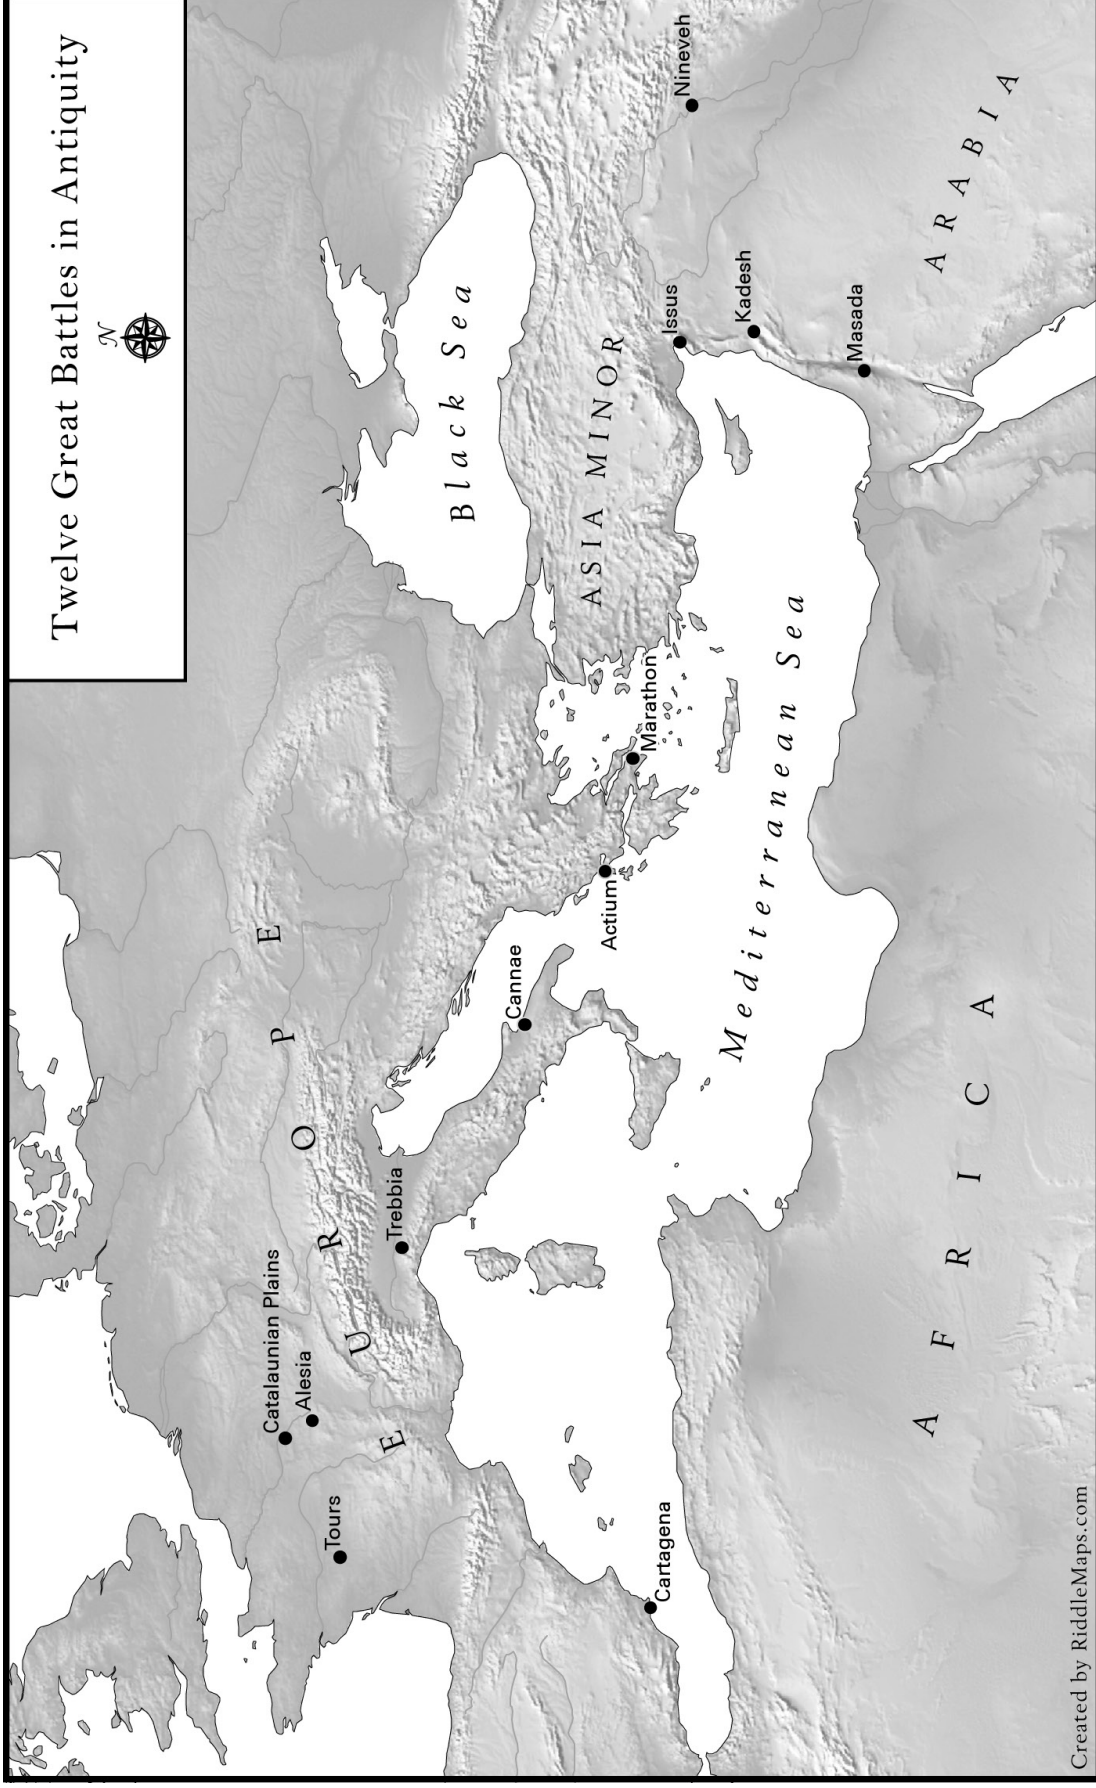 Twelve Great Battles in Antiquity
N
Nineveh
Black Sea
ARABIA
Kadesh
Issus
Masada
ASIA MINOR
Marathon
Mediterranean Sea
Actium
Cannae
EUROPE
Trebbia
Catalaunian Plains
Alesia
Tours
Cartagena
AFRICA
Created by RiddleMaps.com